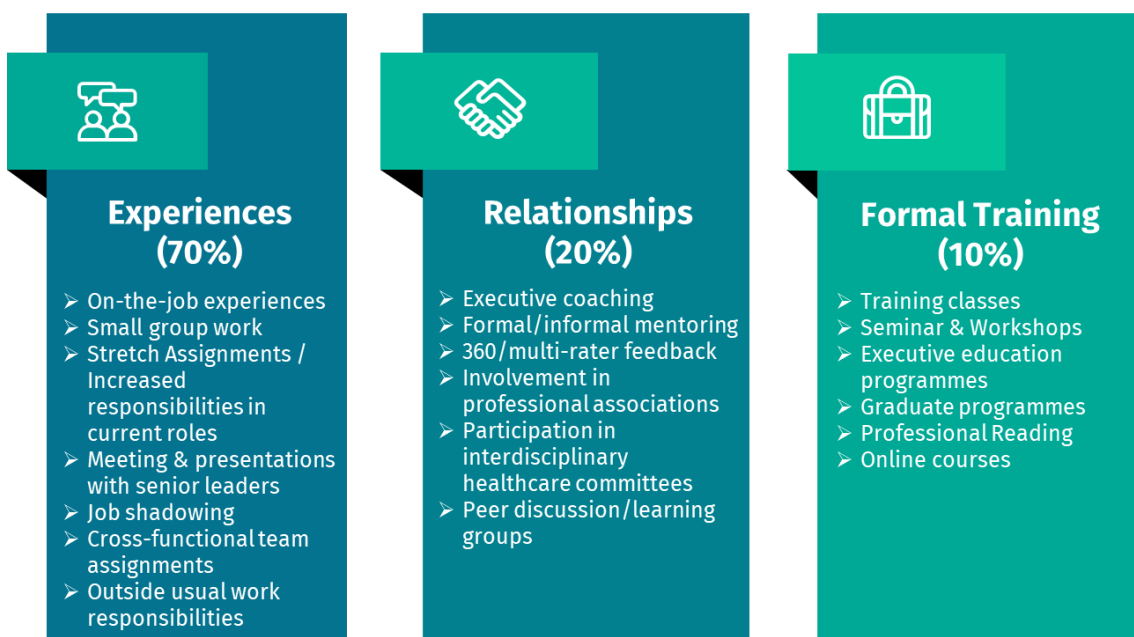 Experiences
(70%)
➢ On-the-job experiences
➢ Small group work
➢ Stretch Assignments /
Increased
responsibilities in
current roles
➢ Meeting & presentations
with senior leaders
➢ Job shadowing
➢ Cross-functional team
assignments
➢ Outside usual work
responsibilities
Relationships
(20%)
➢ Executive coaching
➢ Formal/informal mentoring
➢ 360/multi-rater feedback
➢ Involvement in
professional associations
➢ Participation in
interdisciplinary
healthcare committees
➢ Peer discussion/learning
groups
Formal Training
(10%)
➢ Training classes
➢ Seminar & Workshops
➢ Executive education
programmes
➢ Graduate programmes
➢ Professional Reading
➢ Online courses